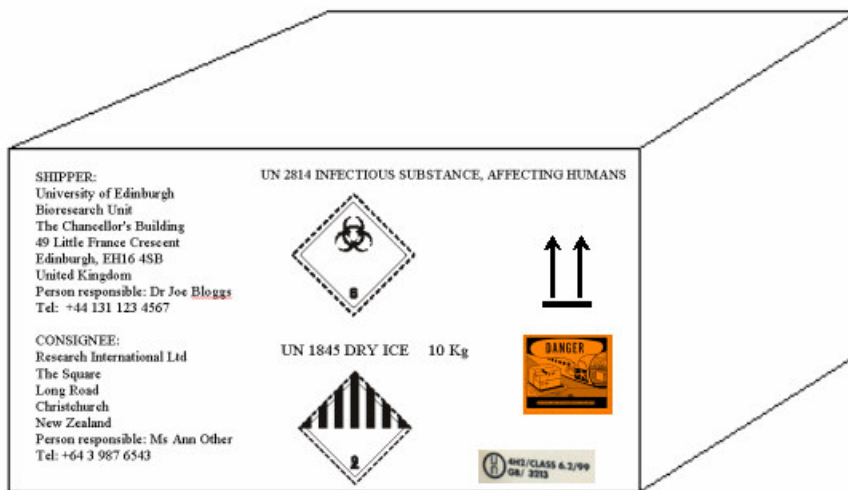 SHIPPER:
University of Edinburgh
Bioresearch Unit
The Chancellor's Building
49 Little France Crescent
Edinburgh, EH16 4SB
United Kingdom
Person responsible: Dr Joe Bloggs
Tel: +44 131 123 4567
CONSIGNEE:
Research International Ltd
The Square
Long Road
Christchurch
New Zealand
Person responsible: Ms Ann Other
Tel: +64 3 987 6543
UN 2814 INFECTIOUS SUBSTANCE, AFFECTING HUMANS
6
UN 1845 DRY ICE 10 Kg
9
DANGER
un
4H2/CLASS 6.2/99
GB/ 3213